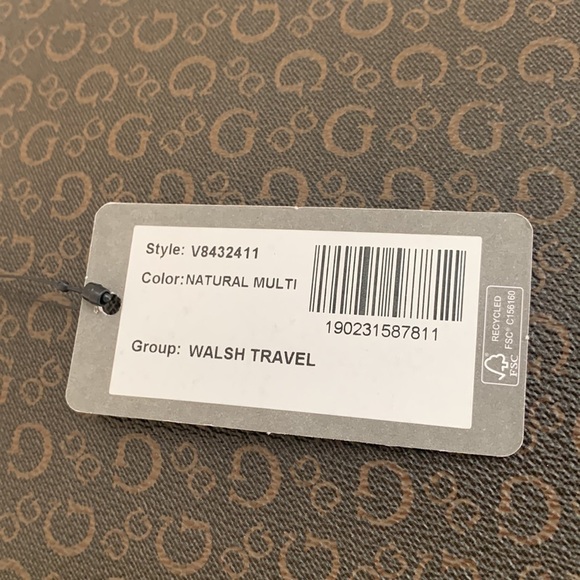 Style: V8432411
Color: NATURAL MULTI
190231587811
Group: WALSH TRAVEL
RECYCLED
FSC® C156160
FSC